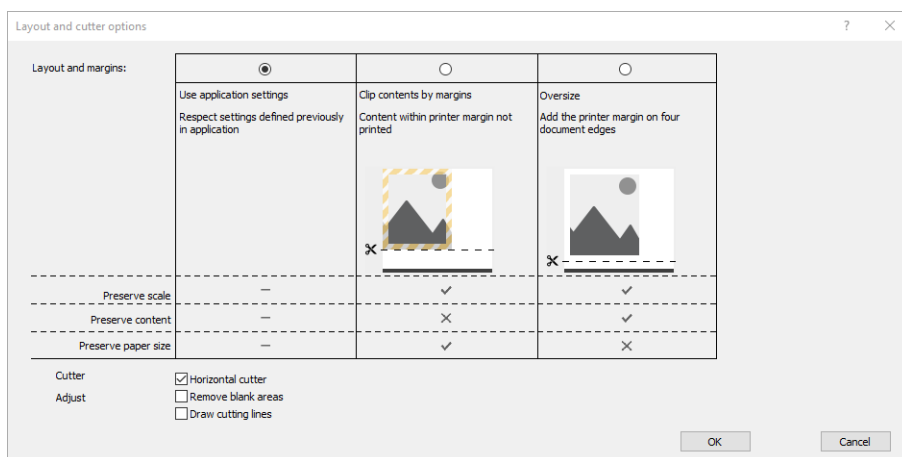 Layout and cutter options
Layout and margins:
Use application settings
Respect settings defined previously
in application
Clip contents by margins
Content within printer margin not
printed
Oversize
Add the printer margin on four
document edges
Preserve scale
Preserve content
Preserve paper size
Cutter
Horizontal cutter
Adjust
Remove blank areas
Draw cutting lines
OK
Cancel